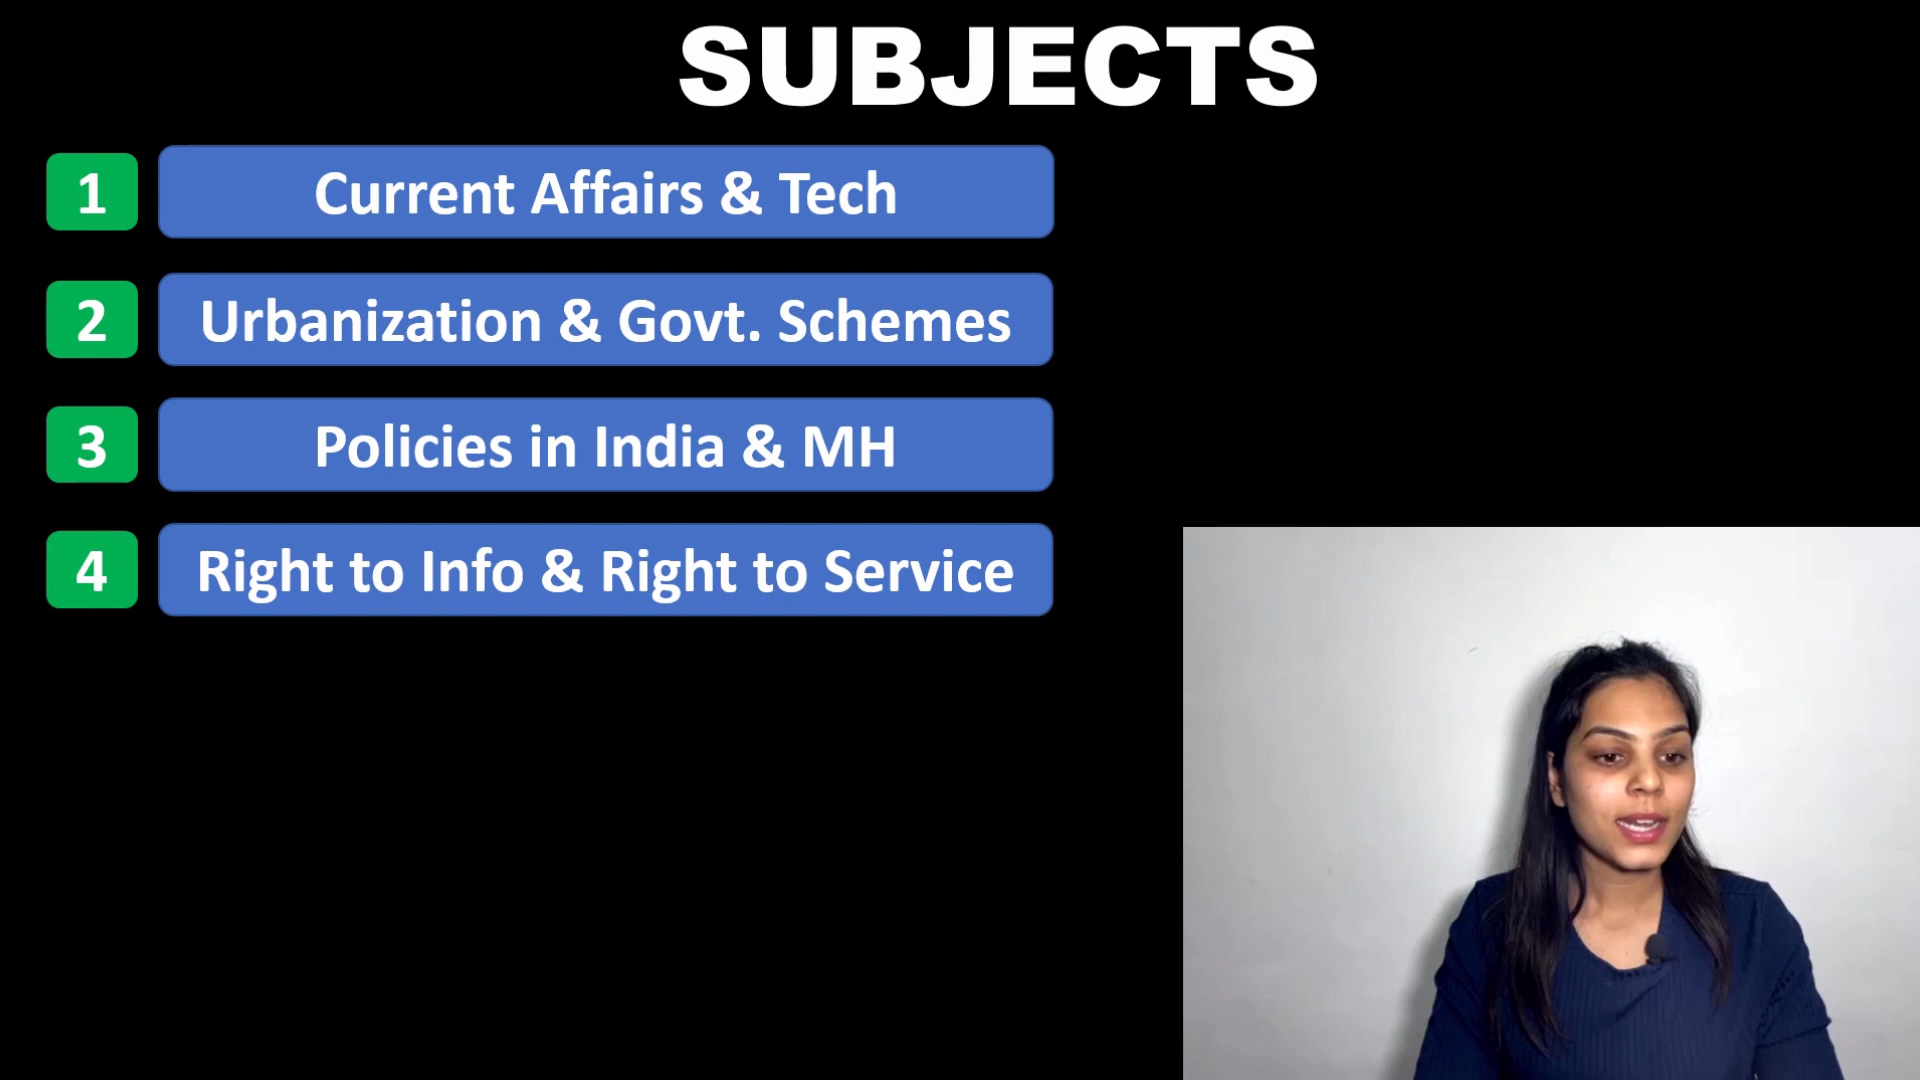 SUBJECTS
1 Current Affairs & Tech
2 Urbanization & Govt. Schemes
3 Policies in India & MH
4 Right to Info & Right to Service